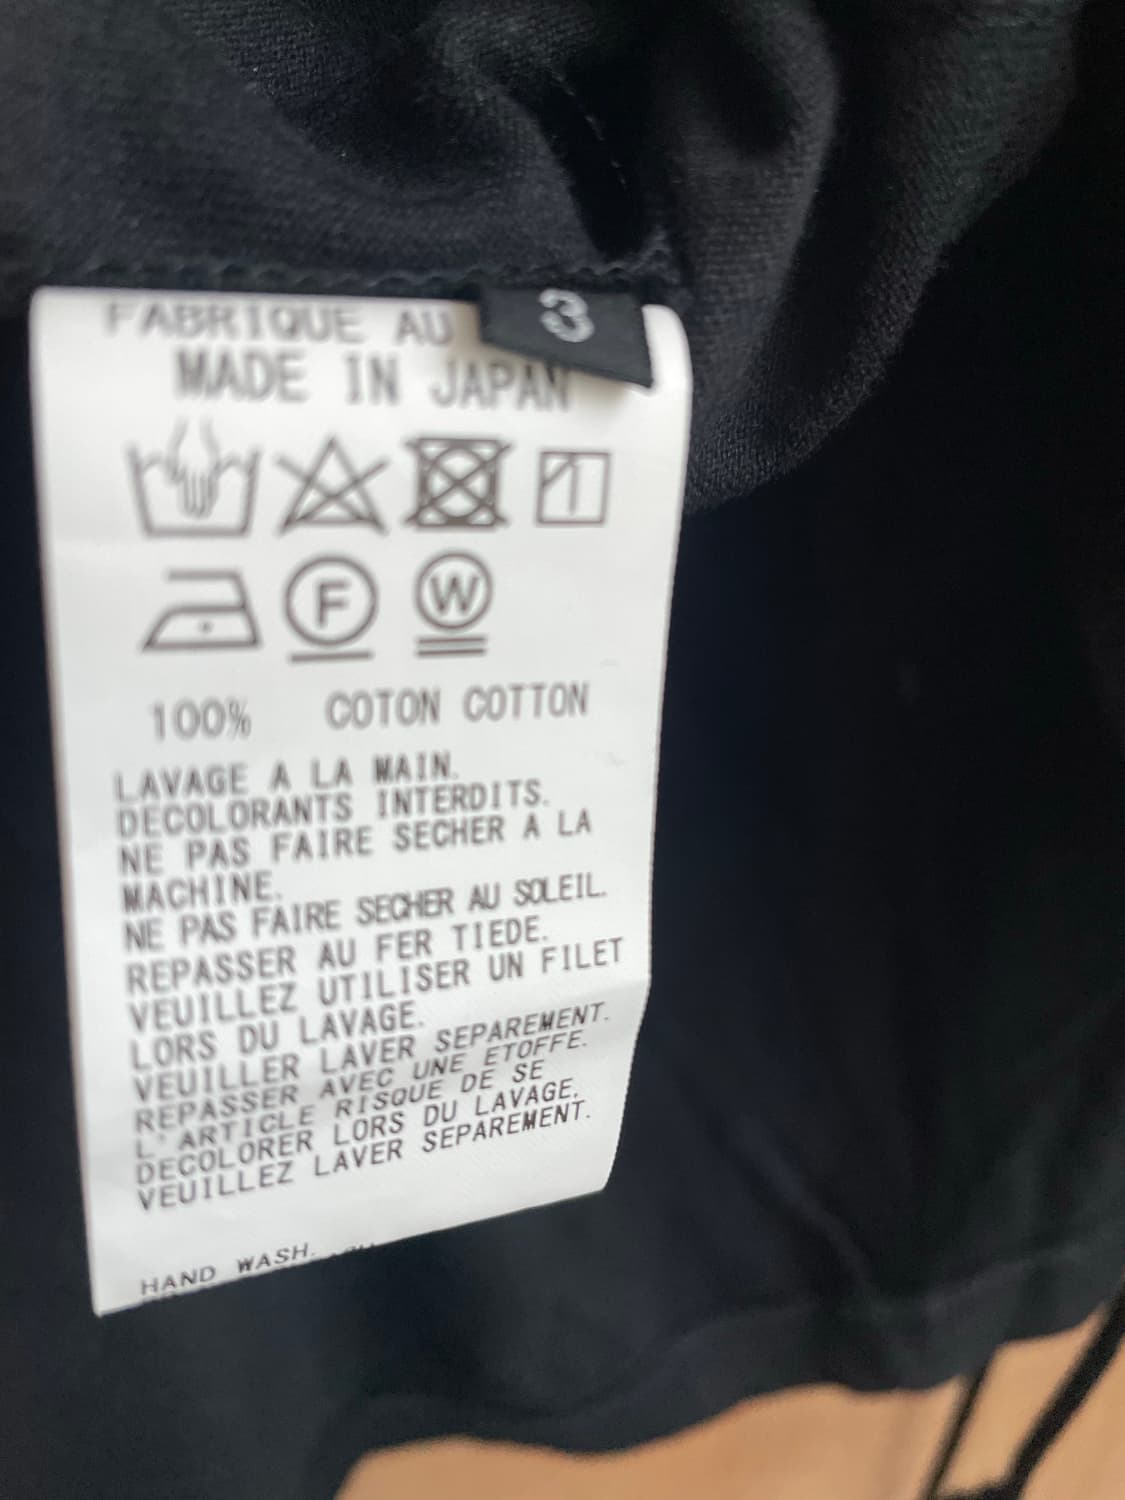 FABRIQUE AU
3
MADE IN JAPAN
F W
100% COTON COTTON
LAVAGE A LA MAIN.
DECOLORANTS INTERDITS.
NE PAS FAIRE SECHER A LA
MACHINE.
NE PAS FAIRE SECHER AU SOLEIL.
REPASSER AU FER TIEDE.
VEUILLEZ UTILISER UN FILET
LORS DU LAVAGE.
VEUILLER LAVER SEPAREMENT.
REPASSER AVEC UNE ETOFFE.
L'ARTICLE RISQUE DE SE
DECOLORER LORS DU LAVAGE.
VEUILLEZ LAVER SEPAREMENT.
HAND WASH.